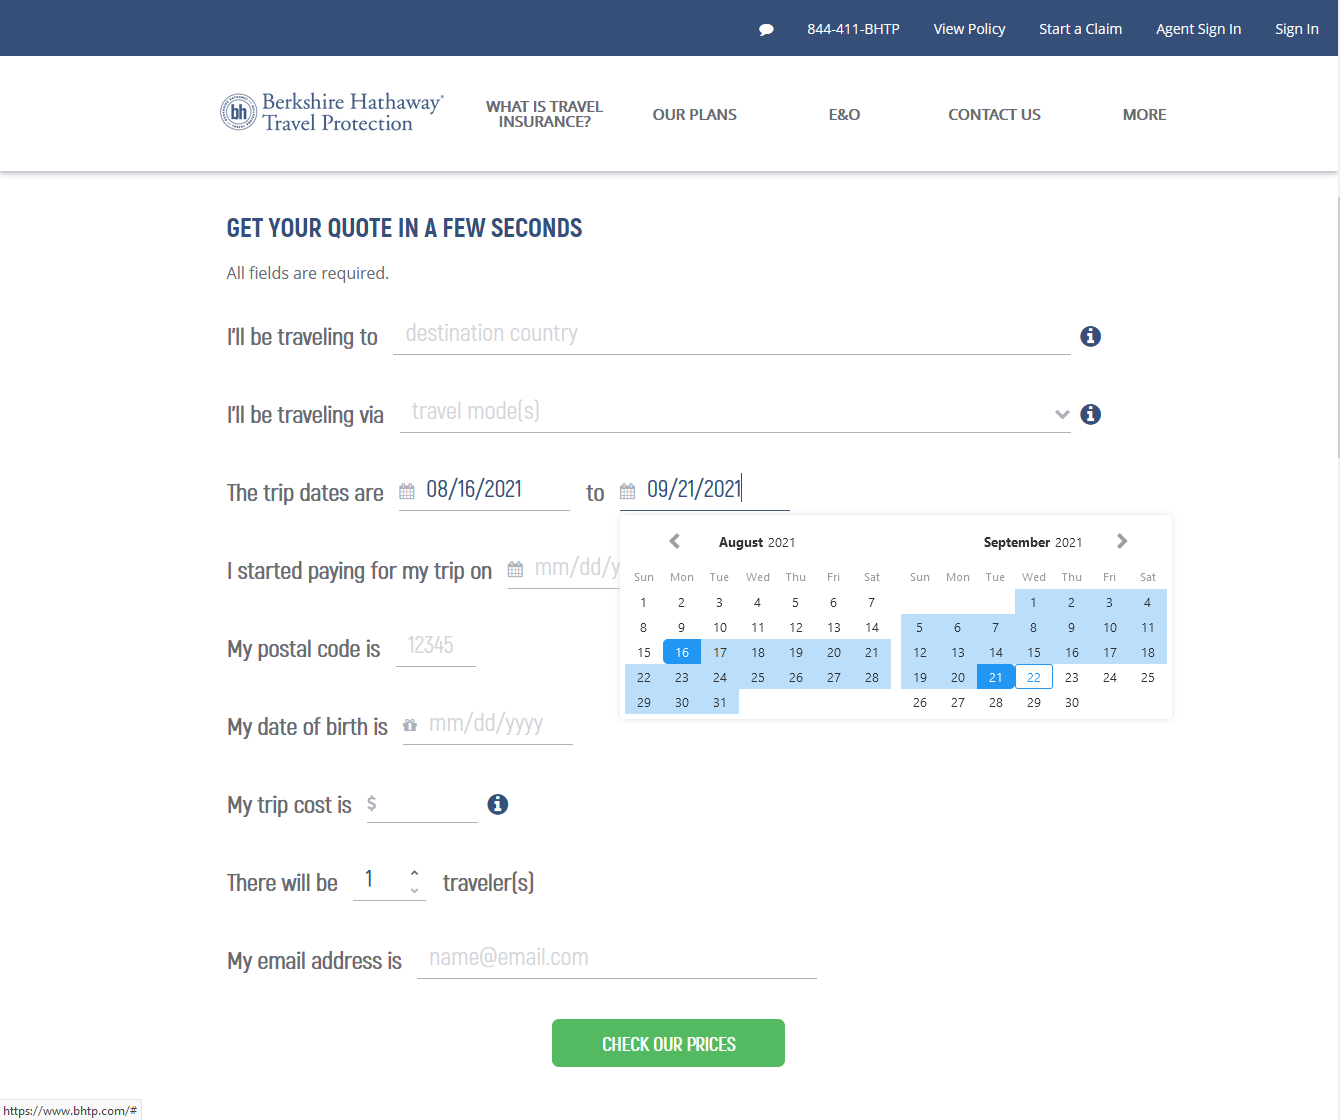 844-411-BHTP View Policy Start a Claim Agent Sign In Sign In
bh Berkshire Hathaway
Travel Protection
WHAT IS TRAVEL
INSURANCE?
OUR PLANS
E&O
CONTACT US
MORE
GET YOUR QUOTE IN A FEW SECONDS
All fields are required.
I'll be traveling to destination country
I'll be traveling via travel mode(s)
The trip dates are 08/16/2021 to 09/21/2021
I started paying for my trip on mm/dd/y
August 2021
Sun Mon Tue Wed Thu Fri Sat
1 2 3 4 5 6 7
8 9 10 11 12 13 14
15 16 17 18 19 20 21
22 23 24 25 26 27 28
29 30 31
September 2021
Sun Mon Tue Wed Thu Fri Sat
1 2 3 4
5 6 7 8 9 10 11
12 13 14 15 16 17 18
19 20 21 22 23 24 25
26 27 28 29 30
My postal code is 12345
My date of birth is mm/dd/yyyy
My trip cost is $
There will be 1 traveler(s)
My email address is name@email.com
CHECK OUR PRICES
https://www.bhtp.com/#